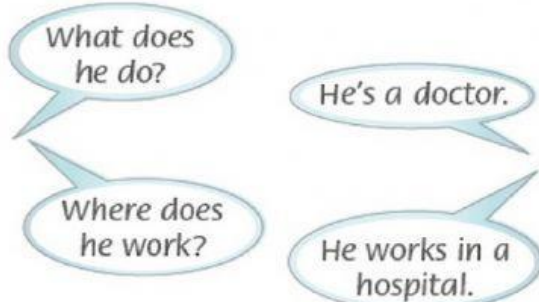 What does
he do?
He's a doctor.
Where does
he work?
He works in a
hospital.